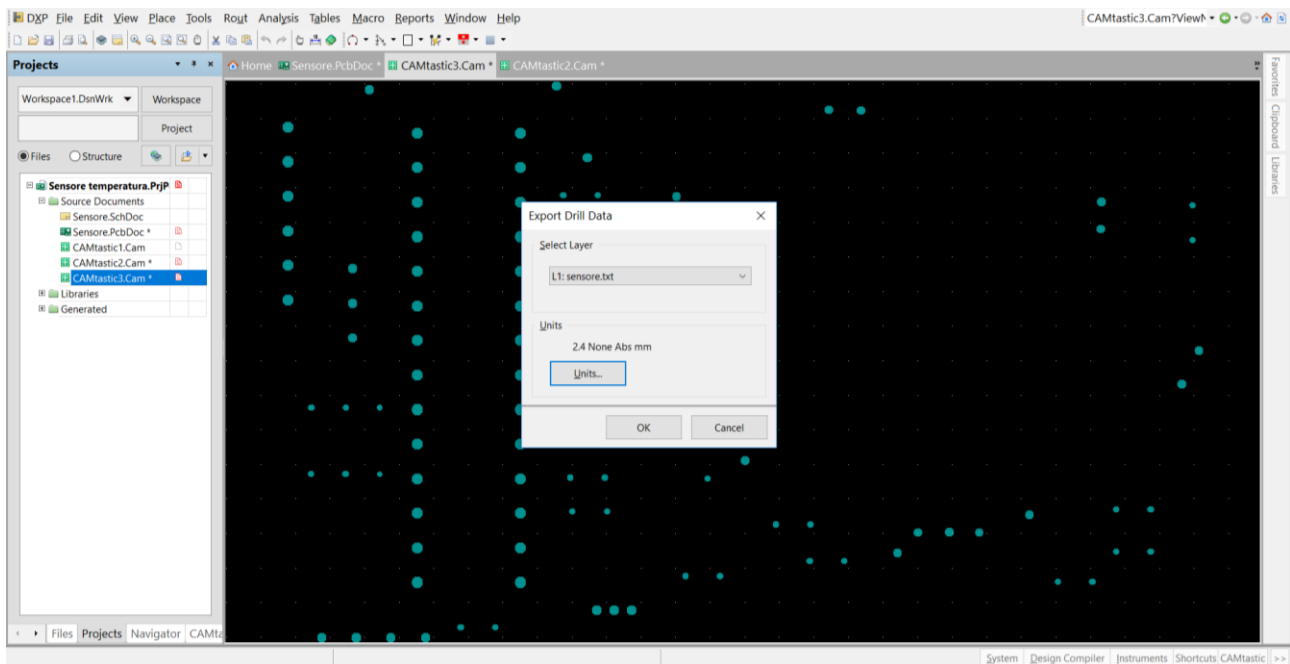 DXP File Edit View Place Tools Rout Analysis Tables Macro Reports Window Help
CAMtastic3.Cam?View
Projects
Home Sensore.PcbDoc * CAMtastic3.Cam * CAMtastic2.Cam *
Workspace1.DsnWrk Workspace
Project
Files Structure
Sensore temperatura.PrjP
Source Documents
Sensore.SchDoc
Sensore.PcbDoc *
CAMtastic1.Cam
CAMtastic2.Cam *
CAMtastic3.Cam *
Libraries
Generated
Export Drill Data
Select Layer
L1: sensore.txt
Units
2.4 None Abs mm
Units...
OK Cancel
Favorites
Clipboard
Libraries
Files Projects Navigator CAMta
System Design Compiler Instruments Shortcuts CAMtastic >>